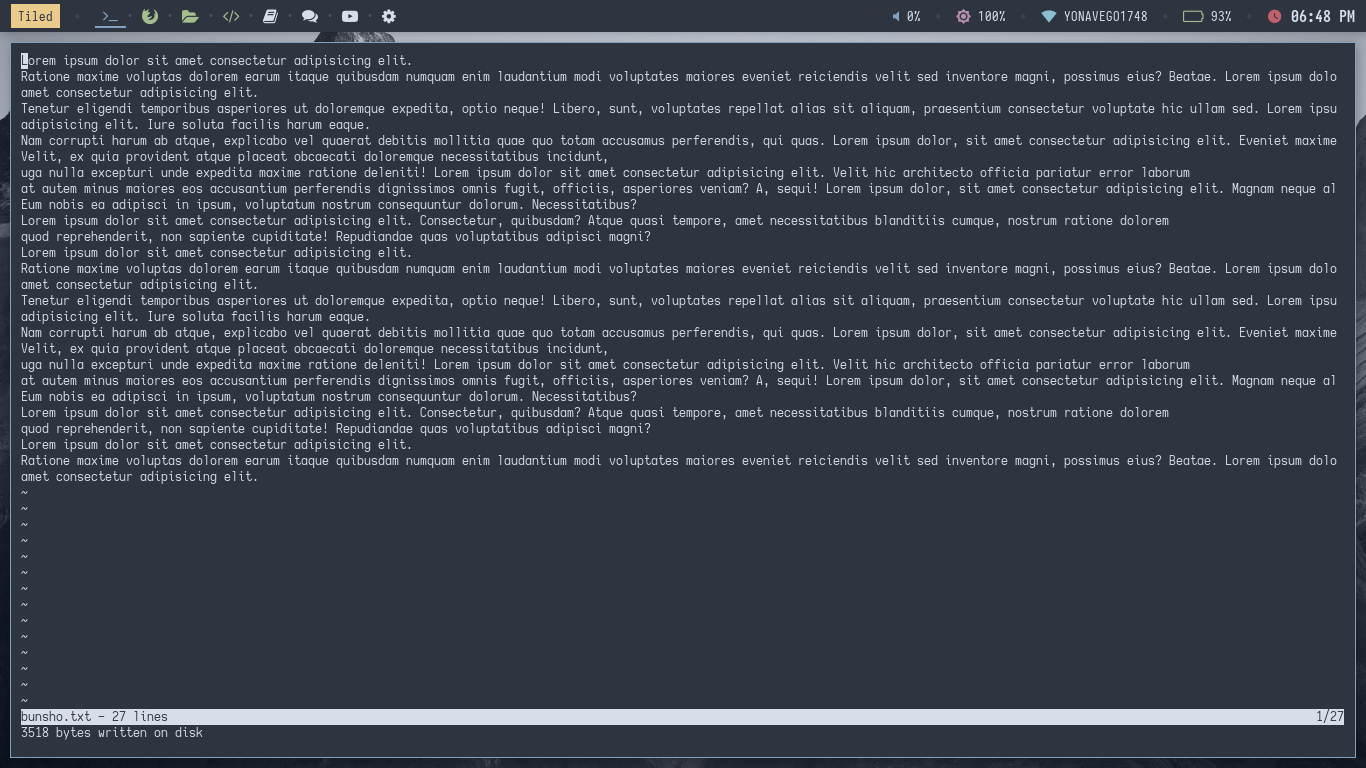 Tiled 0% 100% YONAVEGO1748 93% 06:48 PM
Lorem ipsum dolor sit amet consectetur adipisicing elit.
Ratione maxime voluptas dolorem earum itaque quibusdam numquam enim laudantium modi voluptates maiores eveniet reiciendis velit sed inventore magni, possimus eius? Beatae. Lorem ipsum dolo
amet consectetur adipisicing elit.
Tenetur eligendi temporibus asperiores ut doloremque expedita, optio neque! Libero, sunt, voluptates repellat alias sit aliquam, praesentium consectetur voluptate hic ullam sed. Lorem ipsu
adipisicing elit. Iure soluta facilis harum eaque.
Nam corrupti harum ab atque, explicabo vel quaerat debitis mollitia quae quo totam accusamus perferendis, qui quas. Lorem ipsum dolor, sit amet consectetur adipisicing elit. Eveniet maxime
Velit, ex quia provident atque placeat obcaecati doloremque necessitatibus incidunt,
uga nulla excepturi unde expedita maxime ratione deleniti! Lorem ipsum dolor sit amet consectetur adipisicing elit. Velit hic architecto officia pariatur error laborum
at autem minus maiores eos accusantium perferendis dignissimos omnis fugit, officiis, asperiores veniam? A, sequi! Lorem ipsum dolor, sit amet consectetur adipisicing elit. Magnam neque al
Eum nobis ea adipisci in ipsum, voluptatum nostrum consequuntur dolorum. Necessitatibus?
Lorem ipsum dolor sit amet consectetur adipisicing elit. Consectetur, quibusdam? Atque quasi tempore, amet necessitatibus blanditiis cumque, nostrum ratione dolorem
quod reprehenderit, non sapiente cupiditate! Repudiandae quas voluptatibus adipisci magni?
Lorem ipsum dolor sit amet consectetur adipisicing elit.
Ratione maxime voluptas dolorem earum itaque quibusdam numquam enim laudantium modi voluptates maiores eveniet reiciendis velit sed inventore magni, possimus eius? Beatae. Lorem ipsum dolo
amet consectetur adipisicing elit.
Tenetur eligendi temporibus asperiores ut doloremque expedita, optio neque! Libero, sunt, voluptates repellat alias sit aliquam, praesentium consectetur voluptate hic ullam sed. Lorem ipsu
adipisicing elit. Iure soluta facilis harum eaque.
Nam corrupti harum ab atque, explicabo vel quaerat debitis mollitia quae quo totam accusamus perferendis, qui quas. Lorem ipsum dolor, sit amet consectetur adipisicing elit. Eveniet maxime
Velit, ex quia provident atque placeat obcaecati doloremque necessitatibus incidunt,
uga nulla excepturi unde expedita maxime ratione deleniti! Lorem ipsum dolor sit amet consectetur adipisicing elit. Velit hic architecto officia pariatur error laborum
at autem minus maiores eos accusantium perferendis dignissimos omnis fugit, officiis, asperiores veniam? A, sequi! Lorem ipsum dolor, sit amet consectetur adipisicing elit. Magnam neque al
Eum nobis ea adipisci in ipsum, voluptatum nostrum consequuntur dolorum. Necessitatibus?
Lorem ipsum dolor sit amet consectetur adipisicing elit. Consectetur, quibusdam? Atque quasi tempore, amet necessitatibus blanditiis cumque, nostrum ratione dolorem
quod reprehenderit, non sapiente cupiditate! Repudiandae quas voluptatibus adipisci magni?
Lorem ipsum dolor sit amet consectetur adipisicing elit.
Ratione maxime voluptas dolorem earum itaque quibusdam numquam enim laudantium modi voluptates maiores eveniet reiciendis velit sed inventore magni, possimus eius? Beatae. Lorem ipsum dolo
amet consectetur adipisicing elit.
~
~
~
~
~
~
~
~
~
~
~
~
~
~
bunsho.txt - 27 lines 1/27
3518 bytes written on disk